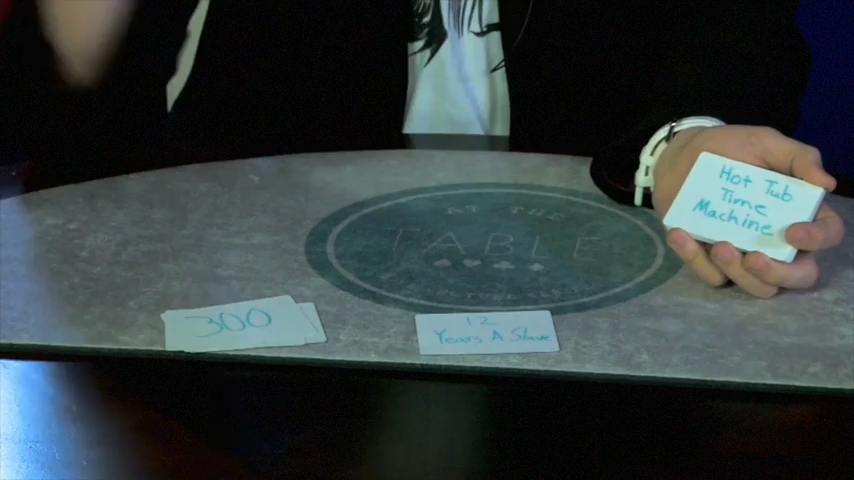 Hot Tub
Time
Machine
AT THE
TABLE
300
12
Years A Slave